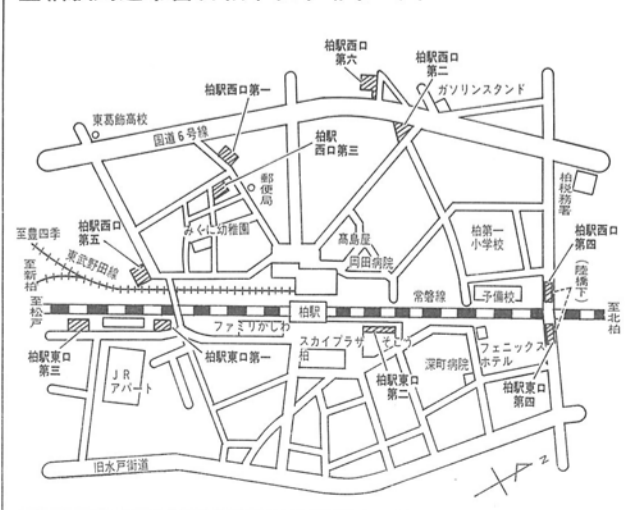 柏駅西口
第六
柏駅西口
第二
ガソリンスタンド
柏駅西口第一
東葛飾高校
国道6号線
柏駅
西口第三
郵便局
みくに幼稚園
柏税務署
至豊四季
柏駅西口
第五
東武野田線
至新柏
至松戸
髙島屋
岡田病院
柏第一
小学校
柏駅西口
第四
(陸橋下)
常磐線
予備校
柏駅
至北柏
ファミリかしわ
スカイプラザ
柏
そごう
柏駅東口
第三
柏駅東口第一
JR
アパート
柏駅東口
第二
深町病院
フェニックス
ホテル
柏駅東口
第四
旧水戸街道
N